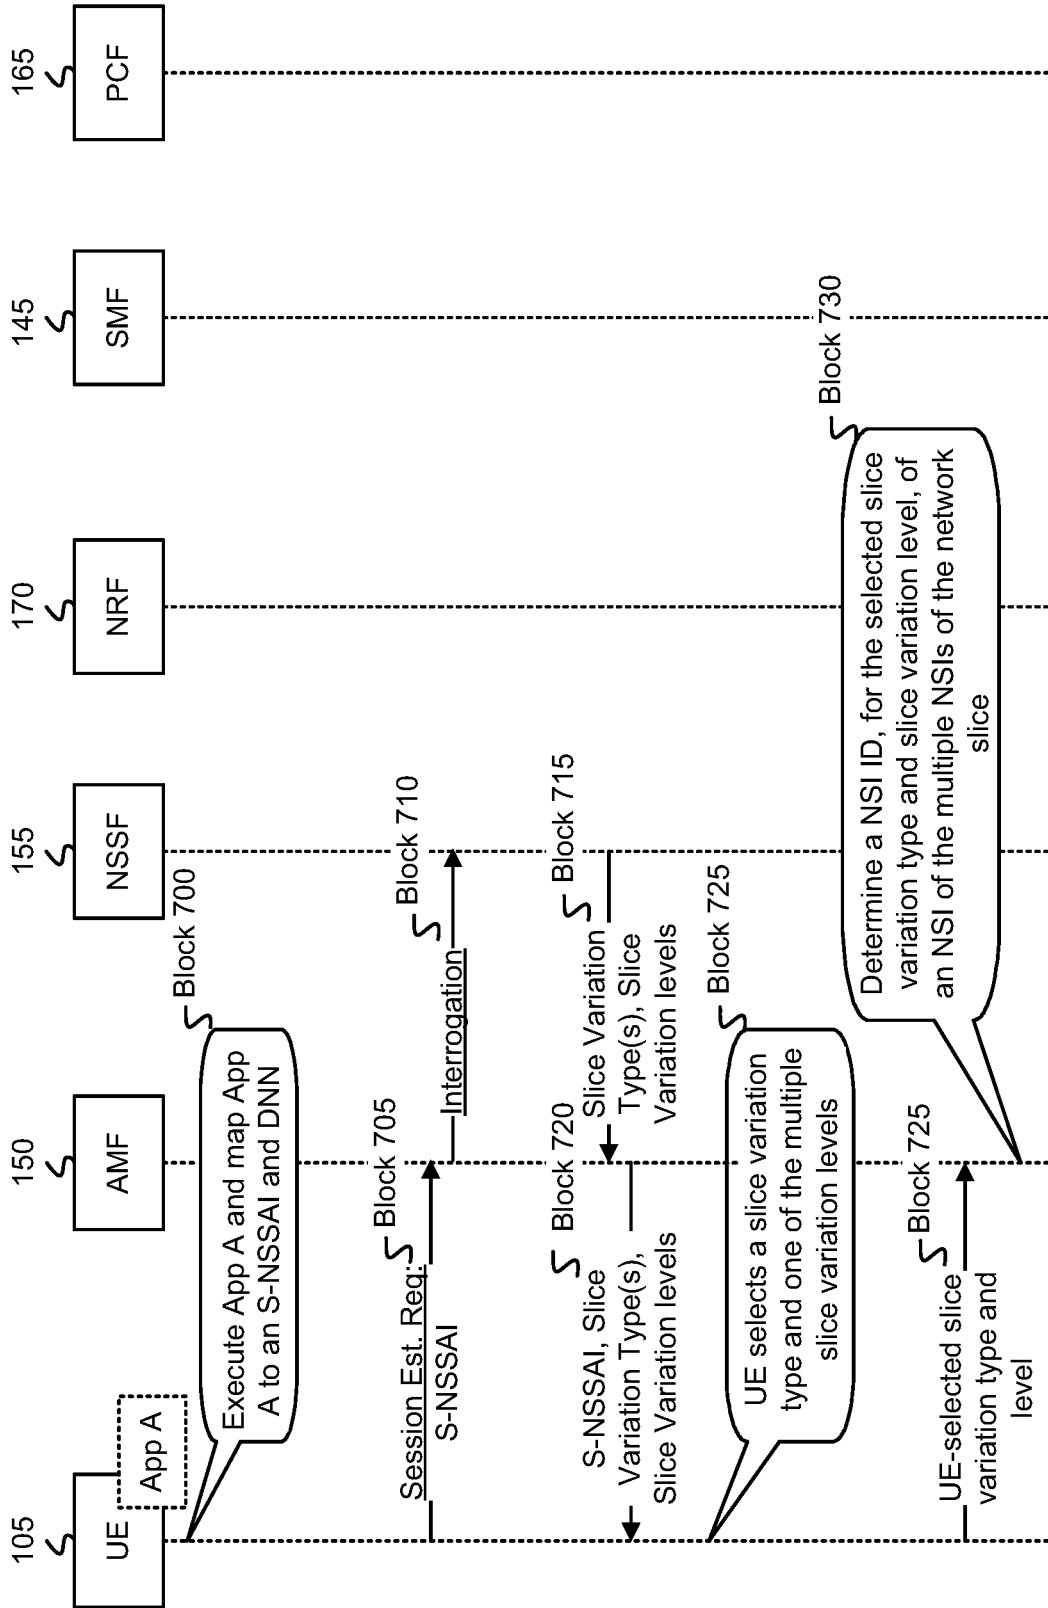 105
150
155
170
145
165
UE
App A
AMF
NSSF
NRF
SMF
PCF
Block 700
Execute App A and map App
A to an S-NSSAI and DNN
Block 705
Session Est. Req:
S-NSSAI
Block 710
Interrogation
Block 715
Slice Variation
Type(s), Slice
Variation levels
Block 720
S-NSSAI, Slice
Variation Type(s),
Slice Variation levels
Block 725
UE selects a slice variation
type and one of the multiple
slice variation levels
Block 725
UE-selected slice
variation type and
level
Block 730
Determine a NSI ID, for the selected slice
variation type and slice variation level, of
an NSI of the multiple NSIs of the network
slice